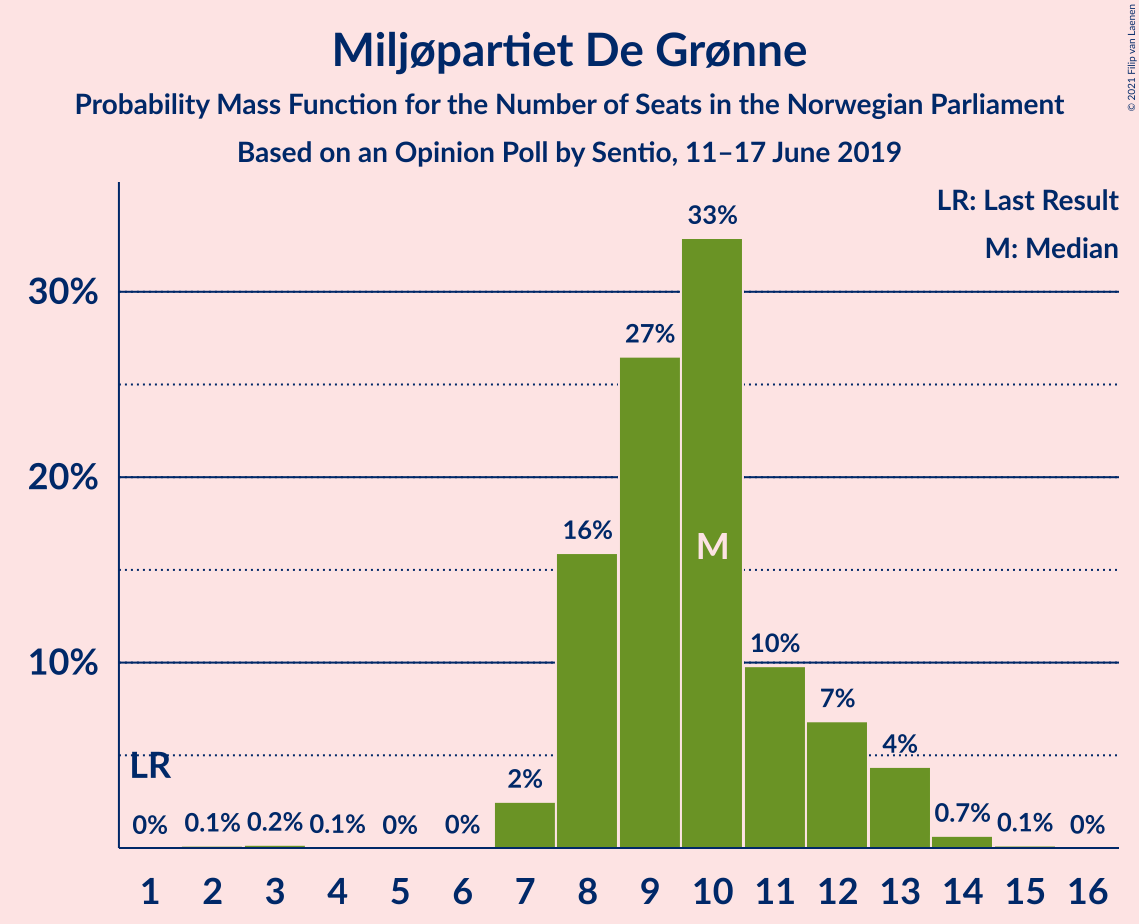 Miljøpartiet De Grønne
Probability Mass Function for the Number of Seats in the Norwegian Parliament
Based on an Opinion Poll by Sentio, 11–17 June 2019
© 2021 Filip van Laenen
LR: Last Result
M: Median
30%
20%
10%
33%
27%
16%
M
10%
7%
4%
LR
2%
0% 0.1% 0.2% 0.1% 0% 0% 0.7% 0.1% 0%
1 2 3 4 5 6 7 8 9 10 11 12 13 14 15 16